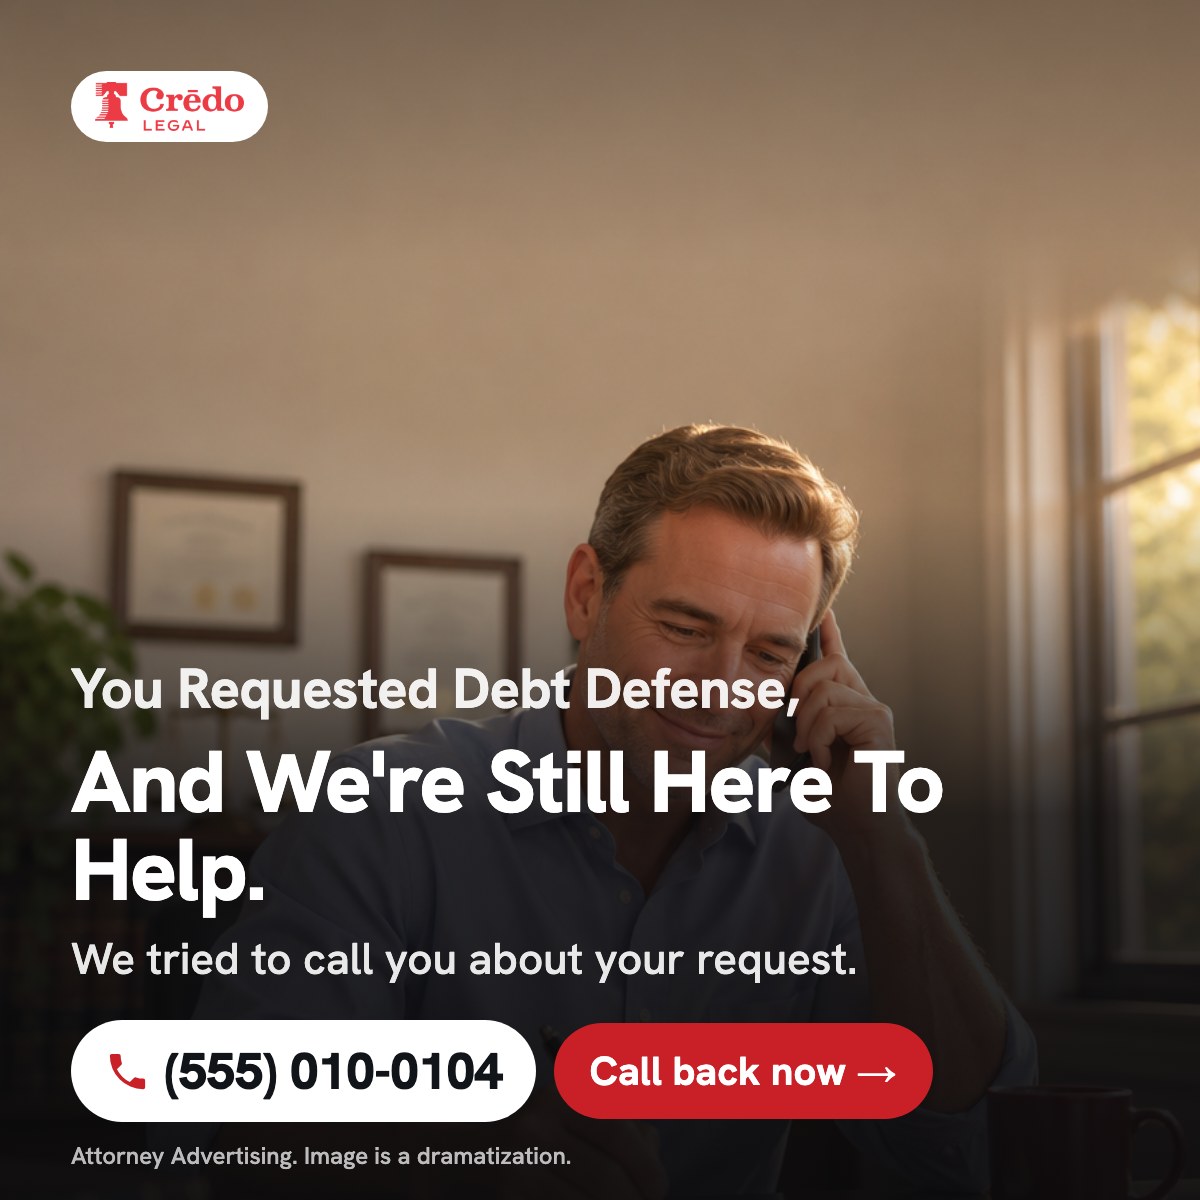 Crēdo
LEGAL
You Requested Debt Defense,
And We're Still Here To
Help.
We tried to call you about your request.
(555) 010-0104
Call back now →
Attorney Advertising. Image is a dramatization.